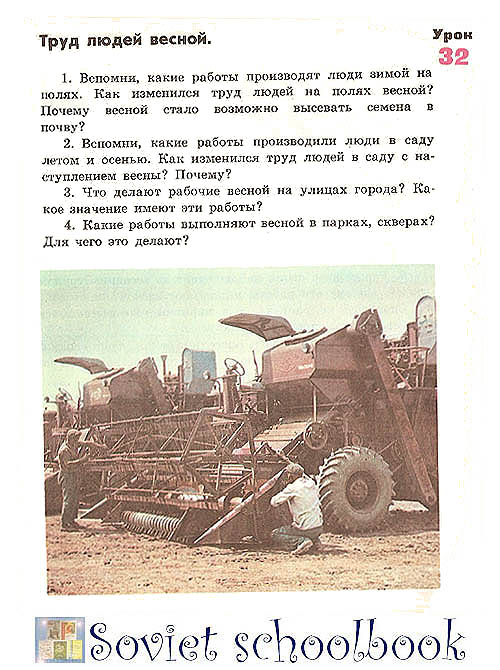 Труд людей весной.
Урок
32
1. Вспомни, какие работы производят люди зимой на
полях. Как изменился труд людей на полях весной?
Почему весной стало возможно высевать семена в
почву?
2. Вспомни, какие работы производили люди в саду
летом и осенью. Как изменился труд людей в саду с на-
ступлением весны? Почему?
3. Что делают рабочие весной на улицах города? Ка-
кое значение имеют эти работы?
4. Какие работы выполняют весной в парках, скверах?
Для чего это делают?
Soviet schoolbook